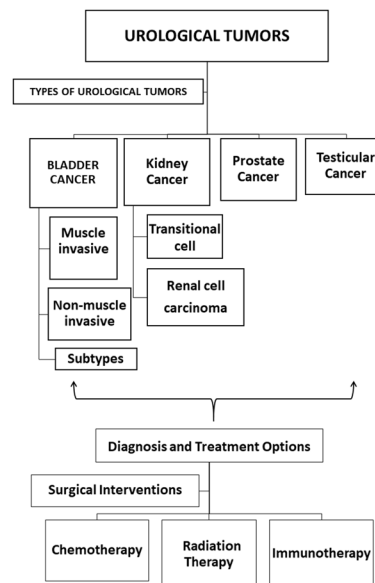 UROLOGICAL TUMORS
TYPES OF UROLOGICAL TUMORS
BLADDER
CANCER
Kidney
Cancer
Prostate
Cancer
Testicular
Cancer
Muscle
invasive
Non-muscle
invasive
Subtypes
Transitional
cell
Renal cell
carcinoma
Diagnosis and Treatment Options
Surgical Interventions
Chemotherapy
Radiation
Therapy
Immunotherapy